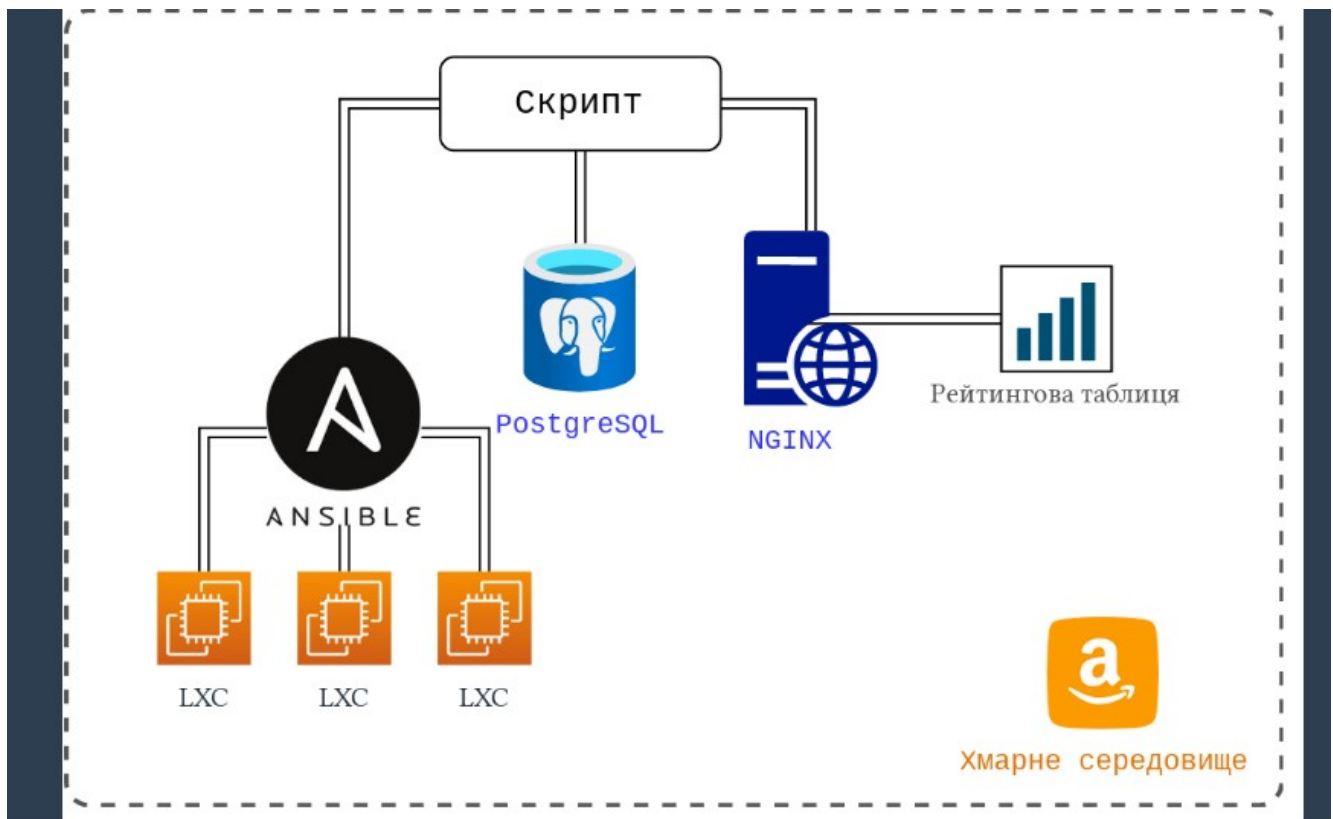 Скрипт
PostgreSQL
NGINX
Рейтингова таблиця
ANSIBLE
LXC
LXC
LXC
a
Хмарне середовище